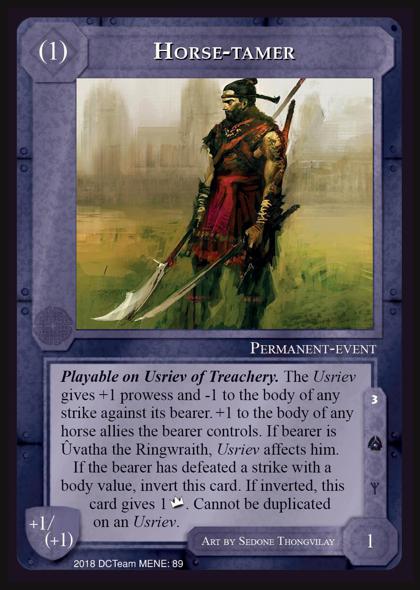 (1)
HORSE-TAMER
PERMANENT-EVENT
Playable on Usriev of Treachery. The Usriev
gives +1 prowess and -1 to the body of any
strike against its bearer. +1 to the body of any
horse allies the bearer controls. If bearer is
Ûvatha the Ringwraith, Usriev affects him.
If the bearer has defeated a strike with a
body value, invert this card. If inverted, this
card gives 1 . Cannot be duplicated
on an Usriev.
3
+1/
(+1)
ART BY SEDONE THONGVILAY
1
2018 DCTeam MENE: 89